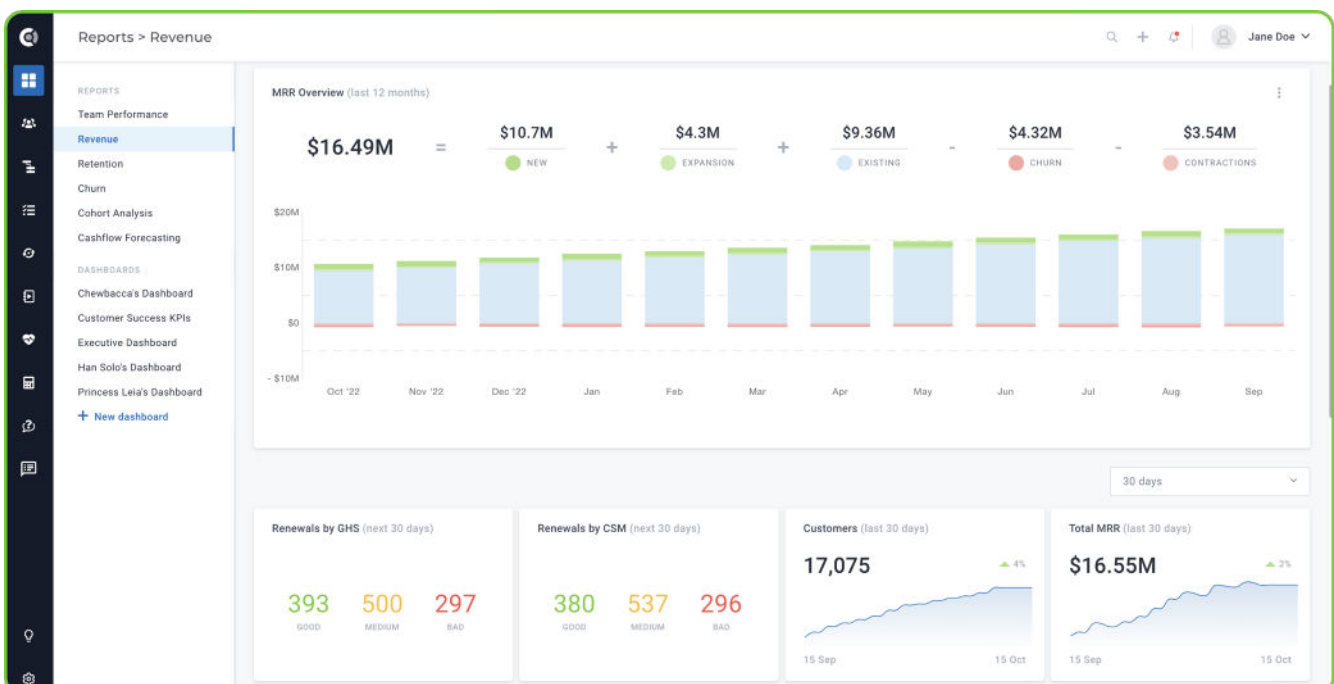 Reports > Revenue
Jane Doe
REPORTS
Team Performance
Revenue
Retention
Churn
Cohort Analysis
Cashflow Forecasting
DASHBOARDS
Chewbacca's Dashboard
Customer Success KPIs
Executive Dashboard
Han Solo's Dashboard
Princess Leia's Dashboard
+ New dashboard
MRR Overview (last 12 months)
$16.49M = $10.7M + $4.3M + $9.36M - $4.32M - $3.54M
NEW EXPANSION EXISTING CHURN CONTRACTIONS
$20M
$10M
$0
- $10M
Oct '22 Nov '22 Dec '22 Jan Feb Mar Apr May Jun Jul Aug Sep
30 days
Renewals by GHS (next 30 days)
393 500 297
GOOD MEDIUM BAD
Renewals by CSM (next 30 days)
380 537 296
GOOD MEDIUM BAD
Customers (last 30 days)
17,075 4%
15 Sep 15 Oct
Total MRR (last 30 days)
$16.55M 2%
15 Sep 15 Oct